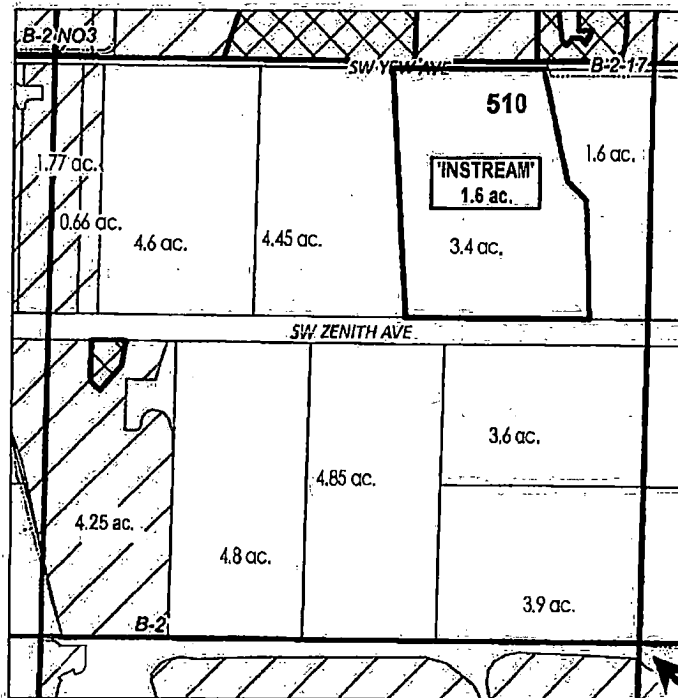 B-2 NO3
SW YEW AVE
B-2-17
510
1.77 ac.
'INSTREAM'
1.6 ac.
1.6 ac.
0.66 ac.
4.6 ac.
4.45 ac.
3.4 ac.
SW ZENITH AVE
3.6 ac.
4.85 ac.
4.25 ac.
4.8 ac.
3.9 ac.
B-2